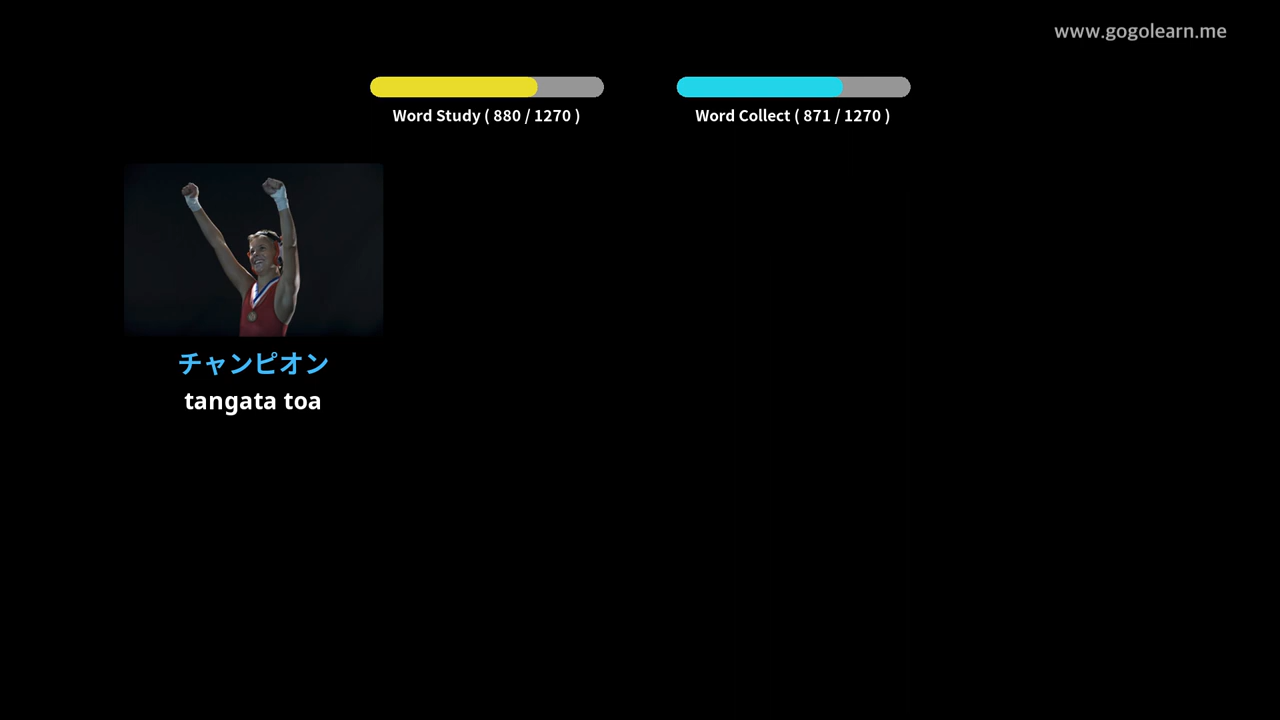 www.gogolearn.me
Word Study ( 880 / 1270 )
Word Collect ( 871 / 1270 )
チャンピオン
tangata toa